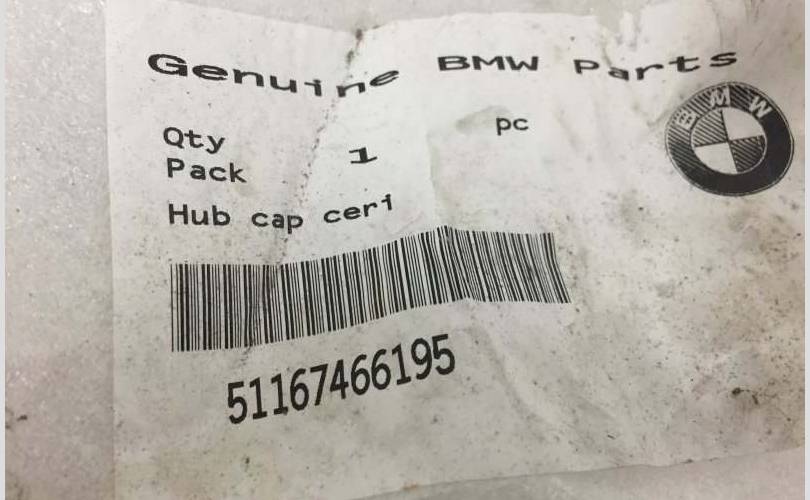 Genuine BMW Parts
BMW
Qty 1 pc
Pack
Hub cap ceri
51167466195